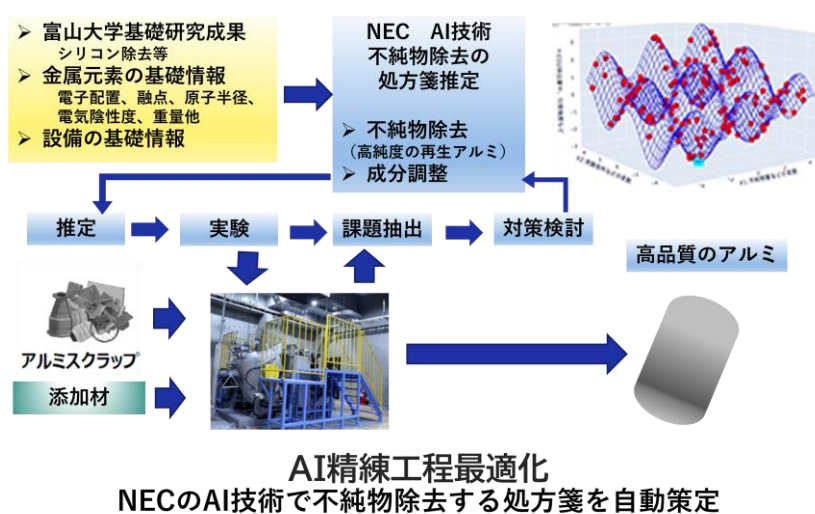 ➤ 富山大学基礎研究成果
シリコン除去等
➤ 金属元素の基礎情報
電子配置、融点、原子半径、
電気陰性度、重量他
➤ 設備の基礎情報
NEC AI技術
不純物除去の
処方箋推定
➤ 不純物除去
（高純度の再生アルミ）
➤ 成分調整
推定
実験
課題抽出
対策検討
高品質のアルミ
アルミスクラップ
添加材
AI精練工程最適化
NECのAI技術で不純物除去する処方箋を自動策定